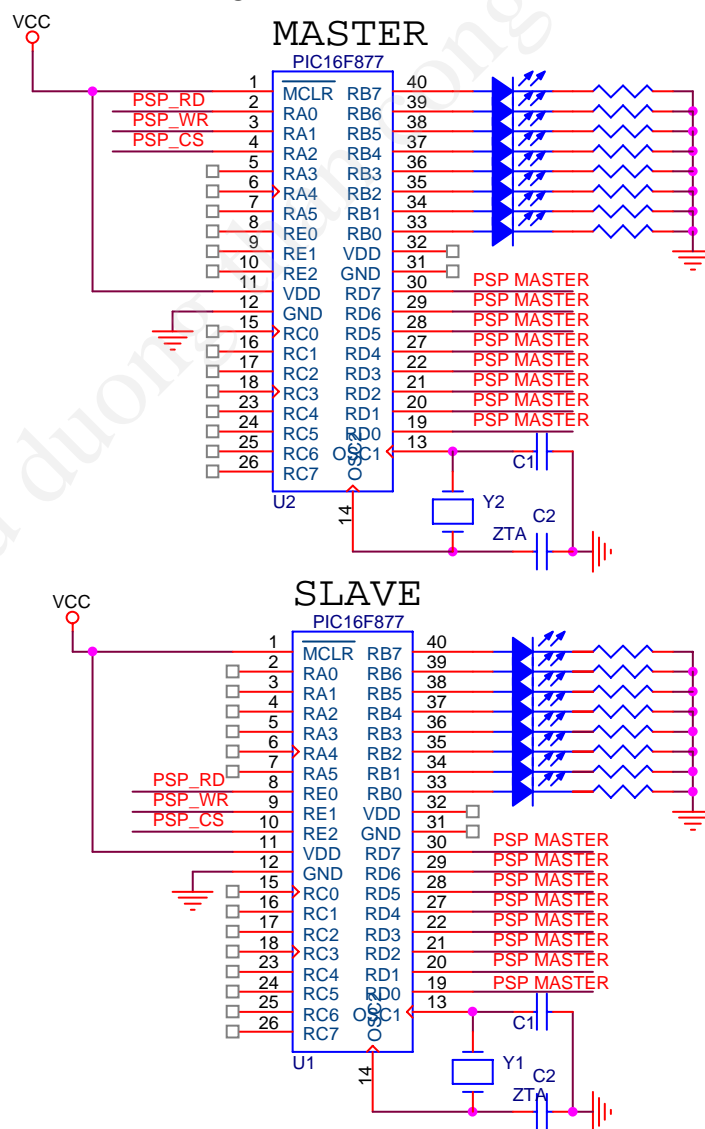 VCC
MASTER
PIC16F877
1 MCLR RB7 40
PSP_RD 2 RA0 RB6 39
PSP_WR 3 RA1 RB5 38
PSP_CS 4 RA2 RB4 37
5 RA3 RB3 36
6 RA4 RB2 35
7 RA5 RB1 34
8 RE0 RB0 33
9 RE1 VDD 32
10 RE2 GND 31
11 VDD RD7 30 PSP MASTER
12 GND RD6 29 PSP MASTER
15 RC0 RD5 28 PSP MASTER
16 RC1 RD4 27 PSP MASTER
17 RC2 RD3 22 PSP MASTER
18 RC3 RD2 21 PSP MASTER
23 RC4 RD1 20 PSP MASTER
24 RC5 RD0 19 PSP MASTER
25 RC6 OSC1 13 C1
26 RC7 OSC2
U2 14 Y2 C2
ZTA
SLAVE
VCC
PIC16F877
1 MCLR RB7 40
2 RA0 RB6 39
3 RA1 RB5 38
4 RA2 RB4 37
5 RA3 RB3 36
6 RA4 RB2 35
7 RA5 RB1 34
PSP_RD 8 RE0 RB0 33
PSP_WR 9 RE1 VDD 32
PSP_CS 10 RE2 GND 31
11 VDD RD7 30 PSP MASTER
12 GND RD6 29 PSP MASTER
15 RC0 RD5 28 PSP MASTER
16 RC1 RD4 27 PSP MASTER
17 RC2 RD3 22 PSP MASTER
18 RC3 RD2 21 PSP MASTER
23 RC4 RD1 20 PSP MASTER
24 RC5 RD0 19 PSP MASTER
25 RC6 OSC1 13 C1
26 RC7 OSC2
U1 14 Y1 C2
ZTA
duong than cong